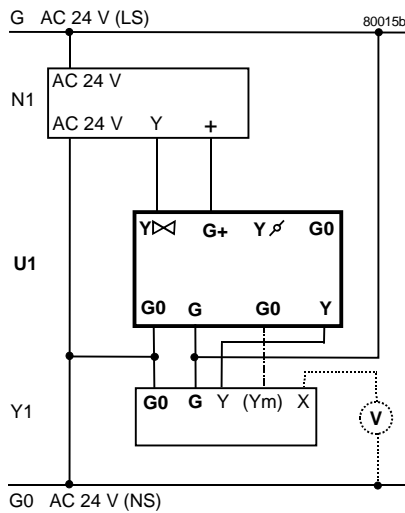 G AC 24 V (LS) 80015b
AC 24 V
N1
AC 24 V Y +
Y G+ Y G0
U1
G0 G G0 Y
G0 G Y (Ym) X
Y1
V
G0 AC 24 V (NS)